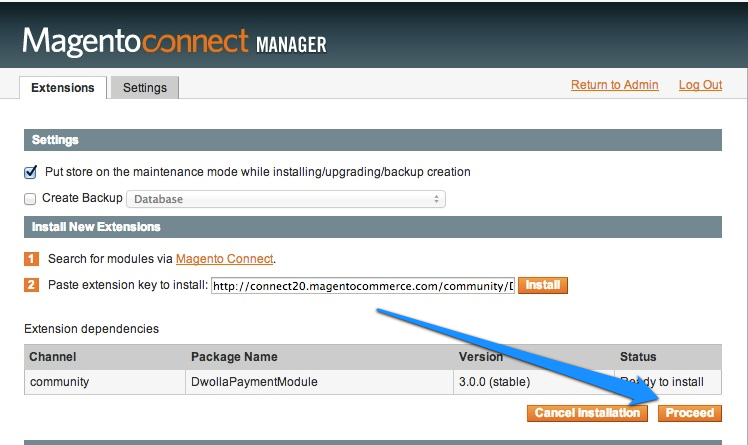 Magentoconnect MANAGER
Extensions Settings Return to Admin Log Out
Settings
Put store on the maintenance mode while installing/upgrading/backup creation
Create Backup Database
Install New Extensions
1 Search for modules via Magento Connect.
2 Paste extension key to install: http://connect20.magentocommerce.com/community/ Install
Extension dependencies
Channel Package Name Version Status
community DwollaPaymentModule 3.0.0 (stable) Ready to install
Cancel Installation Proceed